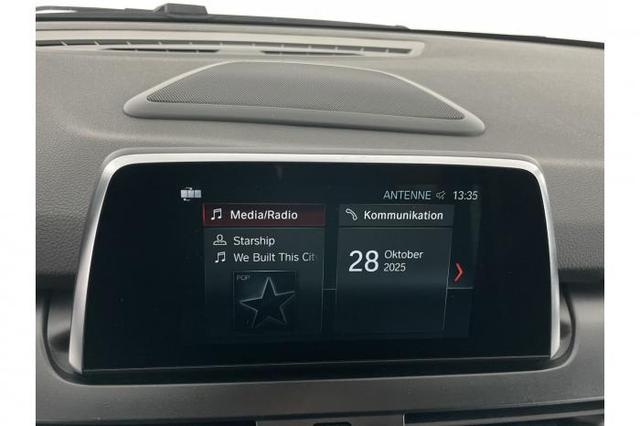 ANTENNE 13:35
Media/Radio
Starship
We Built This Cit
POP
Kommunikation
28 Oktober
2025